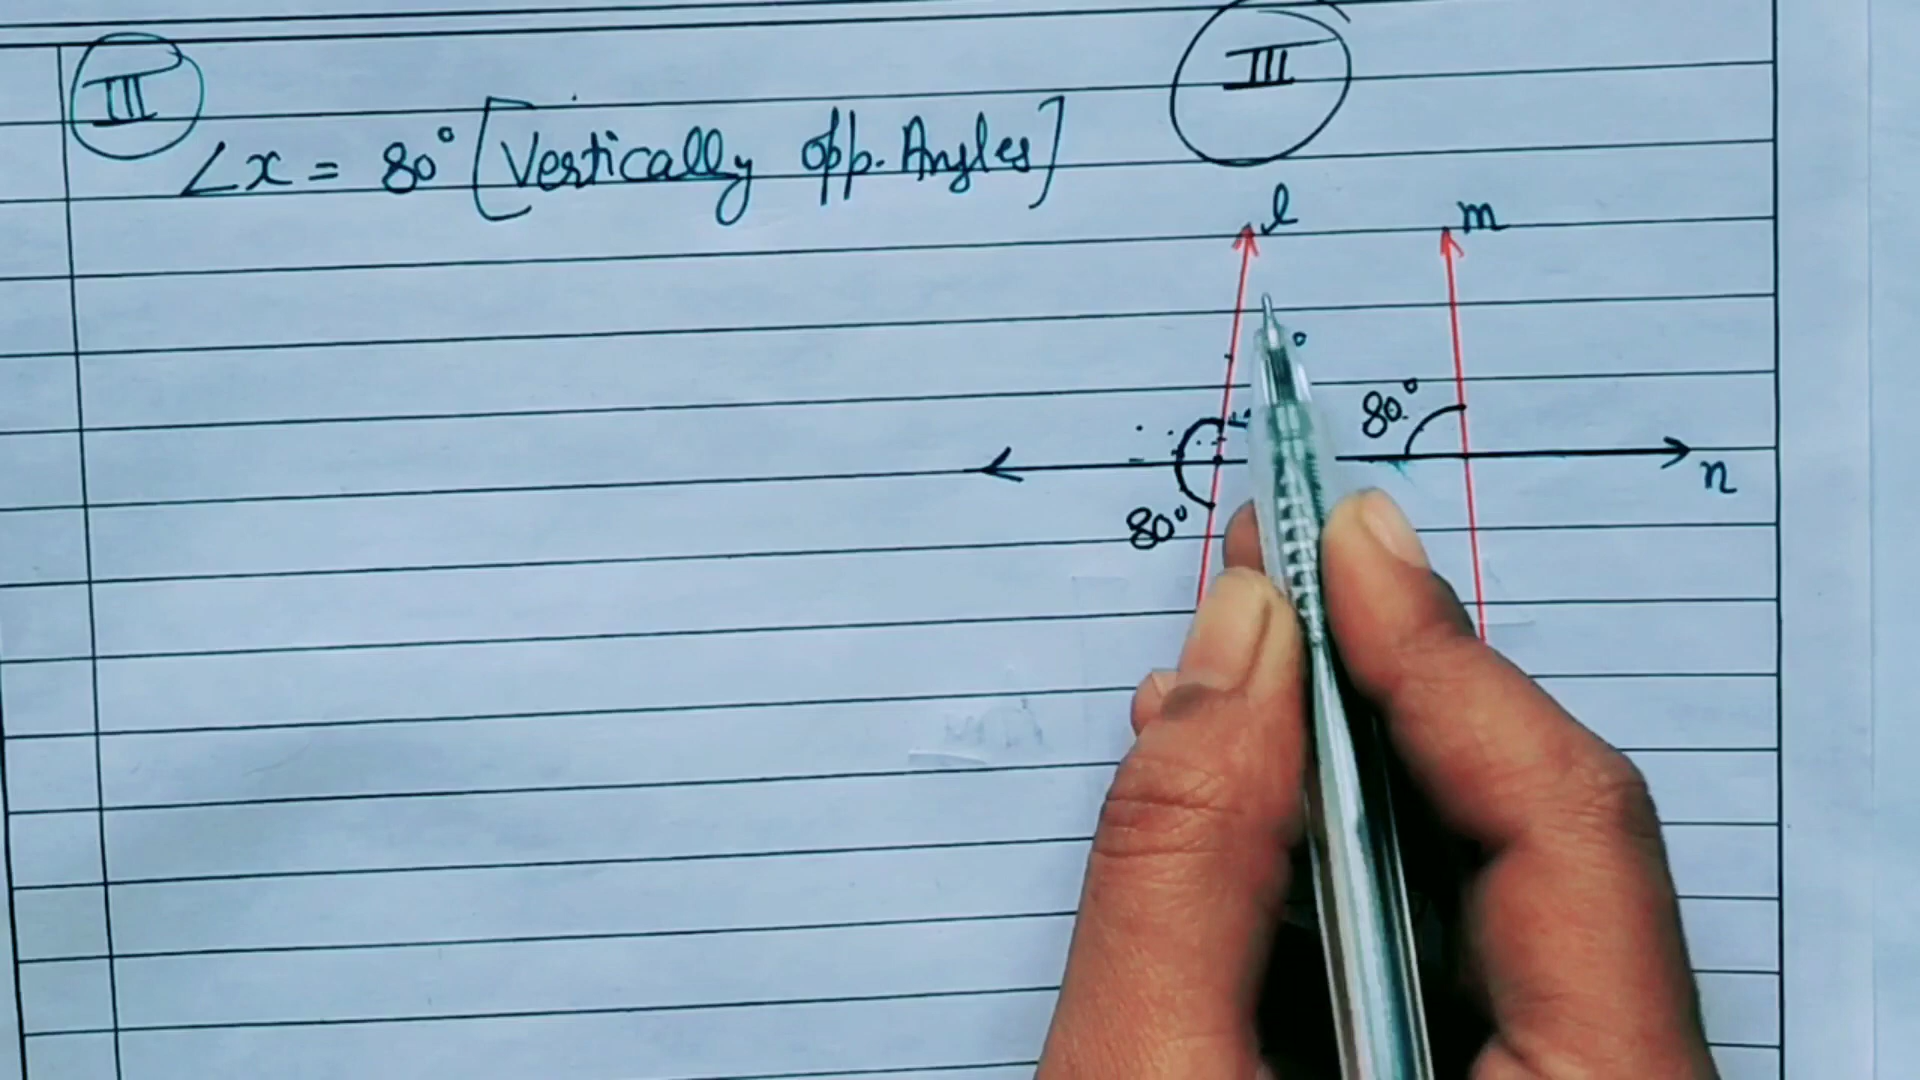 III
III
∠x = 80° [Vertically Opp. Angles]
l
m
80°
n
80°